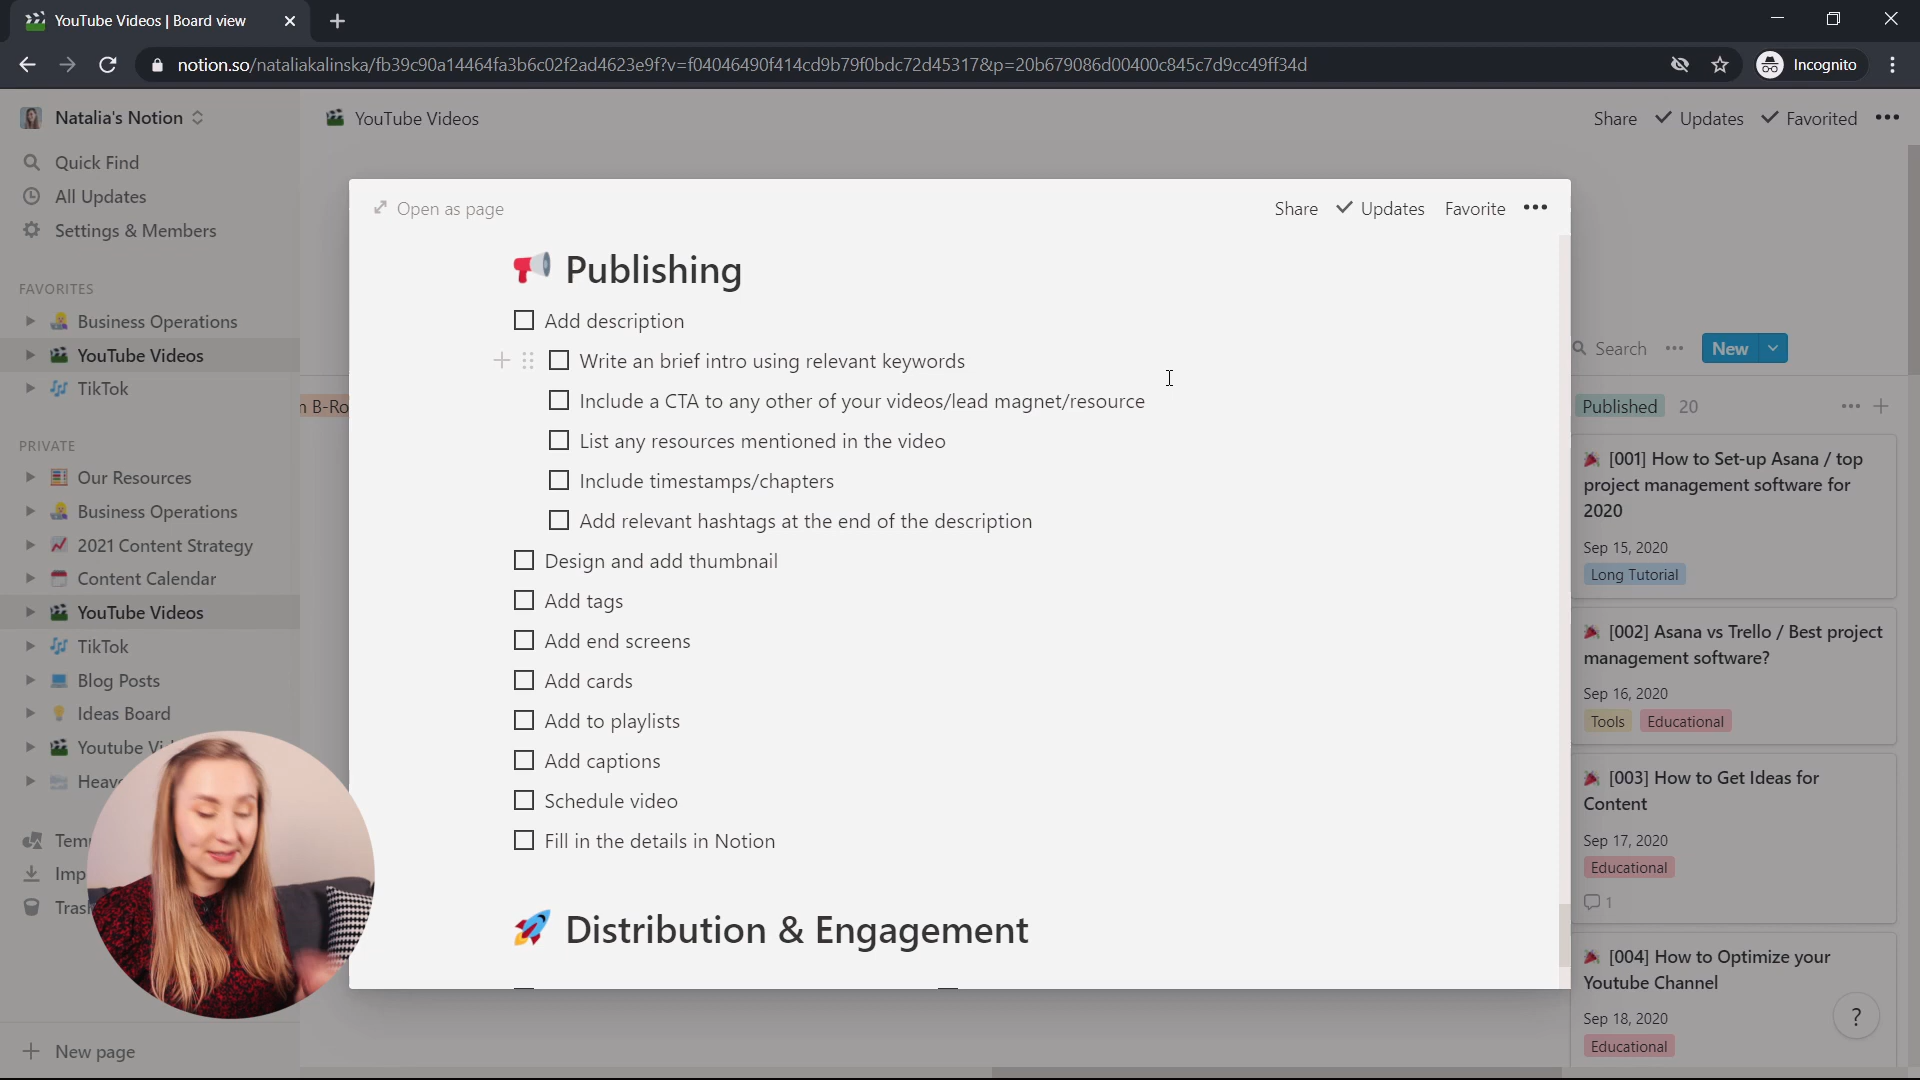 YouTube Videos | Board view
notion.so/nataliakalinska/fb39c90a14464fa3b6c02f2ad4623e9f?v=f04046490f414cd9b79f0bdc72d45317&p=20b679086d00400c845c7d9cc49ff34d
Incognito
Natalia's Notion
YouTube Videos
Share
Updates
Favorited
Quick Find
All Updates
Settings & Members
FAVORITES
Business Operations
YouTube Videos
TikTok
PRIVATE
Our Resources
Business Operations
2021 Content Strategy
Content Calendar
YouTube Videos
TikTok
Blog Posts
Ideas Board
Youtube Vi
Heav
Tem
Imp
Tras
New page
Open as page
Share
Updates
Favorite
Publishing
Add description
Write an brief intro using relevant keywords
Include a CTA to any other of your videos/lead magnet/resource
List any resources mentioned in the video
Include timestamps/chapters
Add relevant hashtags at the end of the description
Design and add thumbnail
Add tags
Add end screens
Add cards
Add to playlists
Add captions
Schedule video
Fill in the details in Notion
Distribution & Engagement
B-Ro
Search
New
Published 20
[001] How to Set-up Asana / top
project management software for
2020
Sep 15, 2020
Long Tutorial
[002] Asana vs Trello / Best project
management software?
Sep 16, 2020
Tools Educational
[003] How to Get Ideas for
Content
Sep 17, 2020
Educational
1
[004] How to Optimize your
Youtube Channel
Sep 18, 2020
Educational
?